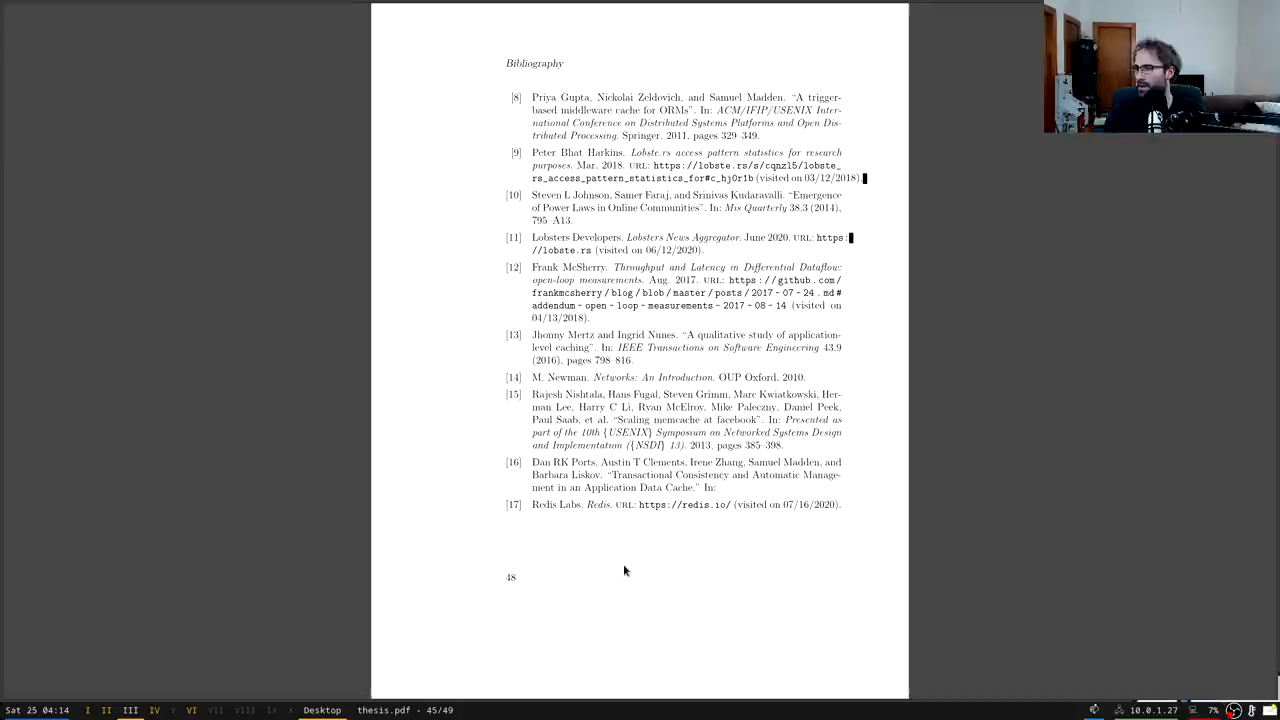 Bibliography
[8] Priya Gupta, Nickolai Zeldovich, and Samuel Madden. “A trigger-
based middleware cache for ORMs”. In: ACM/IFIP/USENIX Inter-
national Conference on Distributed Systems Platforms and Open Dis-
tributed Processing. Springer. 2011, pages 329–349.
[9] Peter Bhat Harkins. Lobste.rs access pattern statistics for research
purposes. Mar. 2018. URL: https://lobste.rs/s/cqnzl5/lobste_
rs_access_pattern_statistics_for#c_hj0r1b (visited on 03/12/2018).
[10] Steven L Johnson, Samer Faraj, and Srinivas Kudaravalli. “Emergence
of Power Laws in Online Communities”. In: Mis Quarterly 38.3 (2014),
795–A13.
[11] Lobsters Developers. Lobsters News Aggregator. June 2020. URL: https:
//lobste.rs (visited on 06/12/2020).
[12] Frank McSherry. Throughput and Latency in Differential Dataflow:
open-loop measurements. Aug. 2017. URL: https://github.com/
frankmcsherry/blog/blob/master/posts/2017-07-24.md#
addendum-open-loop-measurements-2017-08-14 (visited on
04/13/2018).
[13] Jhonny Mertz and Ingrid Nunes. “A qualitative study of application-
level caching”. In: IEEE Transactions on Software Engineering 43.9
(2016), pages 798–816.
[14] M. Newman. Networks: An Introduction. OUP Oxford, 2010.
[15] Rajesh Nishtala, Hans Fugal, Steven Grimm, Marc Kwiatkowski, Her-
man Lee, Harry C Li, Ryan McElroy, Mike Paleczny, Daniel Peek,
Paul Saab, et al. “Scaling memcache at facebook”. In: Presented as
part of the 10th {USENIX} Symposium on Networked Systems Design
and Implementation ({NSDI} 13). 2013, pages 385–398.
[16] Dan RK Ports, Austin T Clements, Irene Zhang, Samuel Madden, and
Barbara Liskov. “Transactional Consistency and Automatic Manage-
ment in an Application Data Cache.” In:
[17] Redis Labs. Redis. URL: https://redis.io/ (visited on 07/16/2020).
48
Sat 25 04:14 I II III IV V VI VII VIII IX X Desktop thesis.pdf - 45/49 10.0.1.27 7%